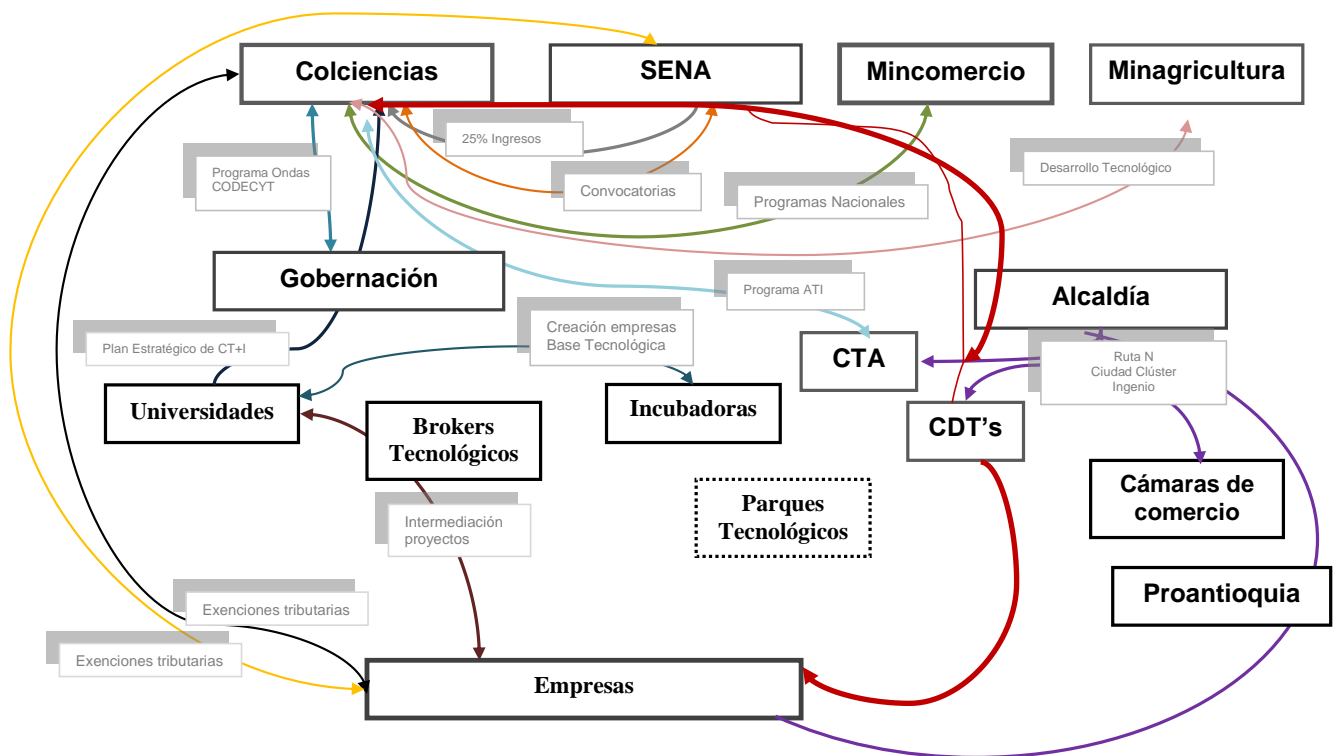 Colciencias
SENA
Mincomercio
Minagricultura
25% Ingresos
Programa Ondas
CODECYT
Convocatorias
Programas Nacionales
Desarrollo Tecnológico
Gobernación
Programa ATI
Alcaldía
Plan Estratégico de CT+I
Creación empresas
Base Tecnológica
CTA
Ruta N
Ciudad Clúster
Ingenio
Universidades
Brokers
Tecnológicos
Incubadoras
CDT's
Cámaras de
comercio
Parques
Tecnológicos
Intermediación
proyectos
Proantioquia
Exenciones tributarias
Exenciones tributarias
Empresas